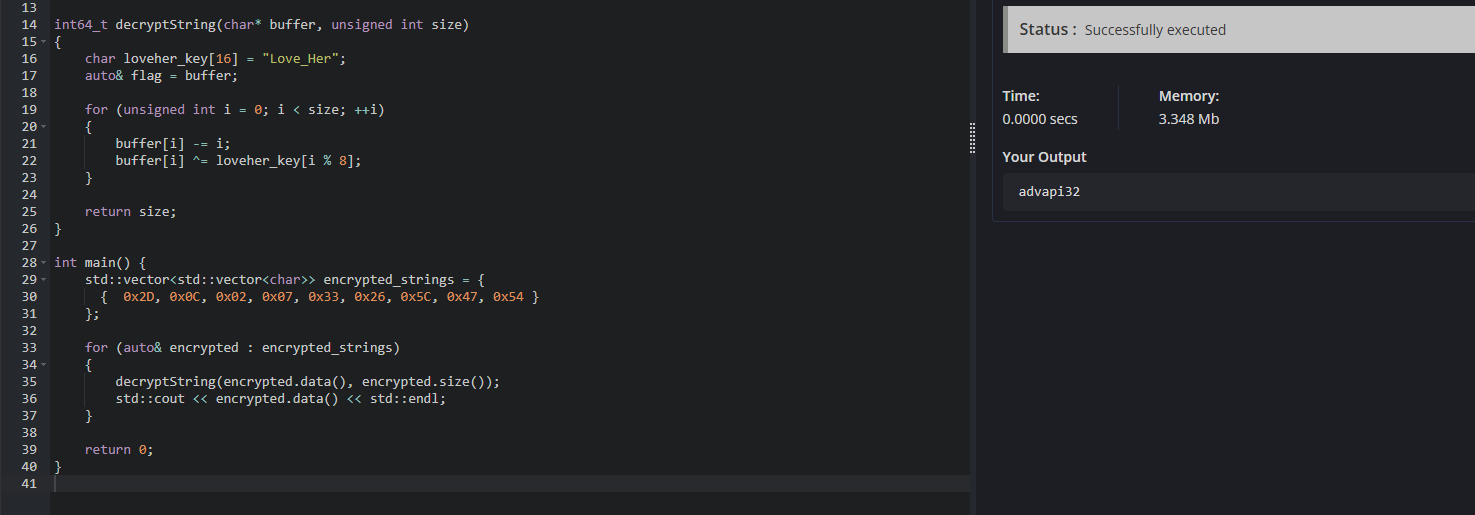 13
14 int64_t decryptString(char* buffer, unsigned int size)
15 {
16     char loveher_key[16] = "Love_Her";
17     auto& flag = buffer;
18
19     for (unsigned int i = 0; i < size; ++i)
20     {
21         buffer[i] -= i;
22         buffer[i] ^= loveher_key[i % 8];
23     }
24
25     return size;
26 }
27
28 int main() {
29     std::vector<std::vector<char>> encrypted_strings = {
30       {  0x2D, 0x0C, 0x02, 0x07, 0x33, 0x26, 0x5C, 0x47, 0x54 }
31     };
32
33     for (auto& encrypted : encrypted_strings)
34     {
35         decryptString(encrypted.data(), encrypted.size());
36         std::cout << encrypted.data() << std::endl;
37     }
38
39     return 0;
40 }
41
Status : Successfully executed
Time: Memory:
0.0000 secs 3.348 Mb
Your Output
advapi32